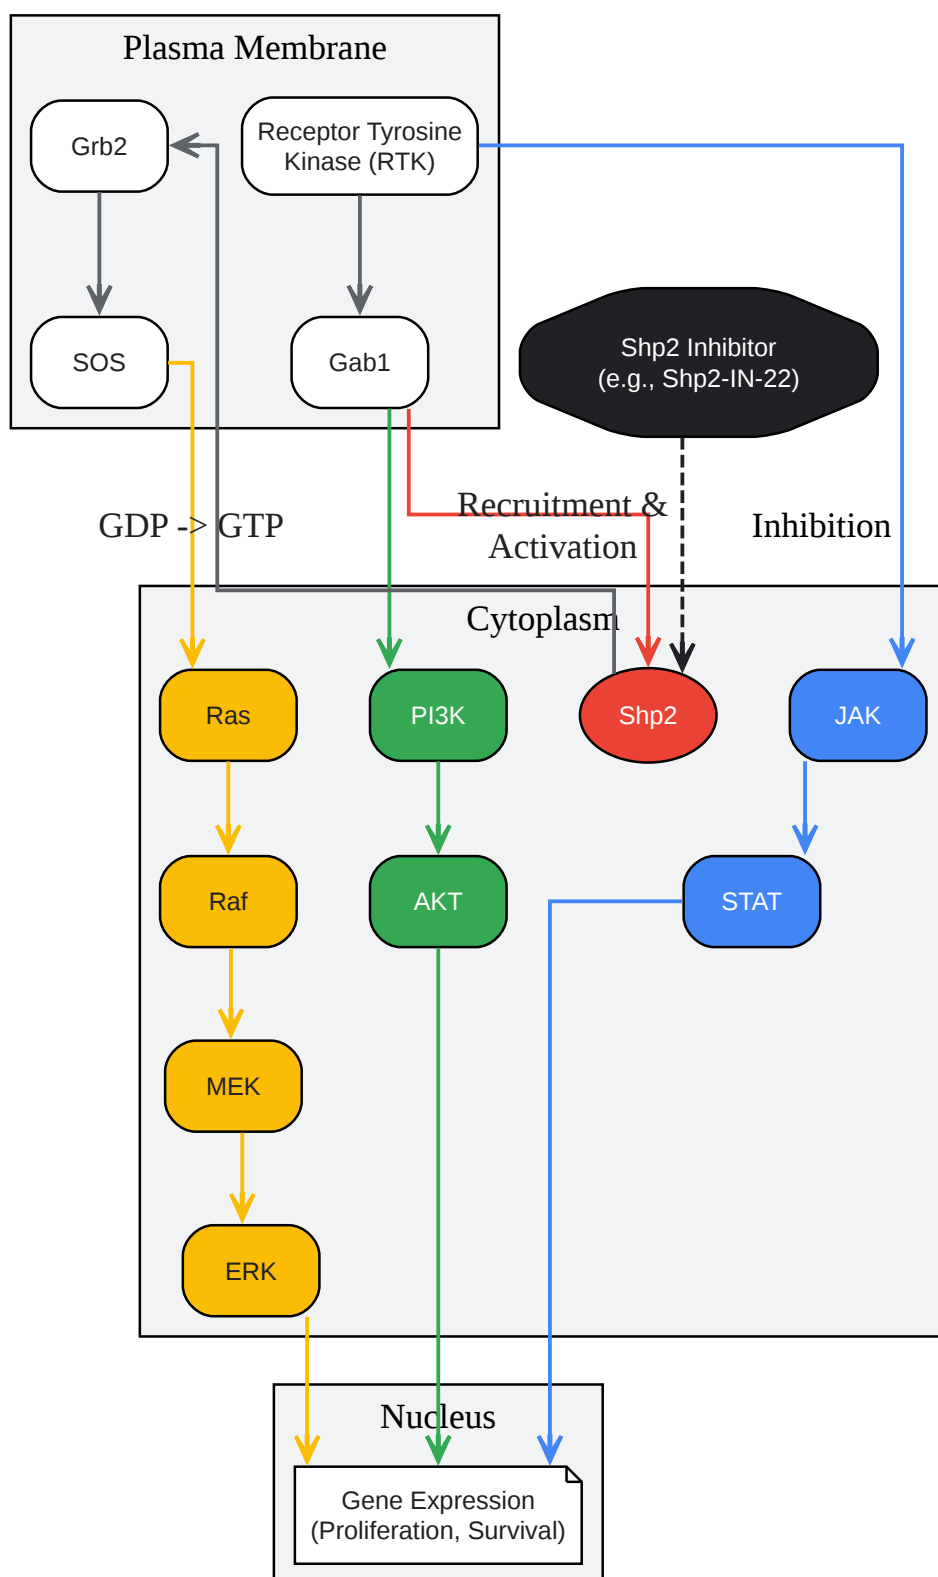 Plasma Membrane
Grb2
Receptor Tyrosine
Kinase (RTK)
SOS
Gab1
Shp2 Inhibitor
(e.g., Shp2-IN-22)
GDP -> GTP
Recruitment &
Activation
Inhibition
Cytoplasm
Ras
PI3K
Shp2
JAK
Raf
AKT
STAT
MEK
ERK
Nucleus
Gene Expression
(Proliferation, Survival)